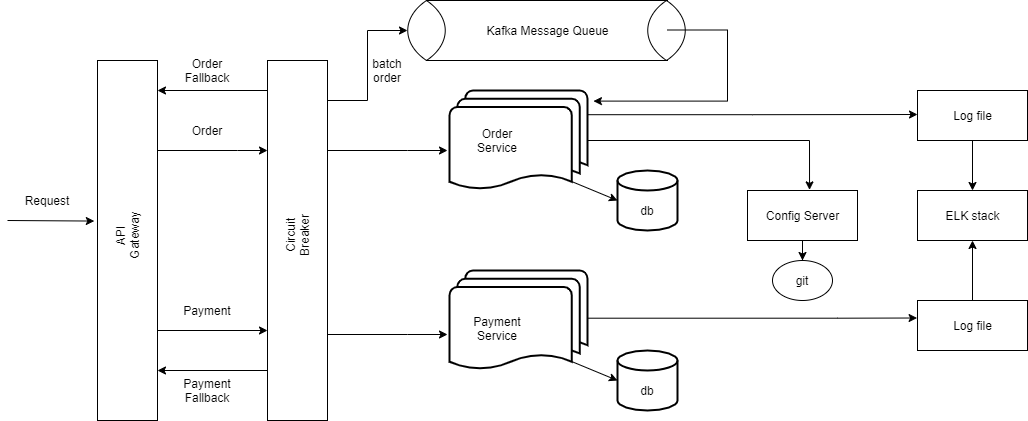 Kafka Message Queue
Order
Fallback
batch
order
Order
Order
Service
Log file
db
Request
API
Gateway
Circuit
Breaker
Config Server
ELK stack
git
Payment
Payment
Service
Log file
Payment
Fallback
db